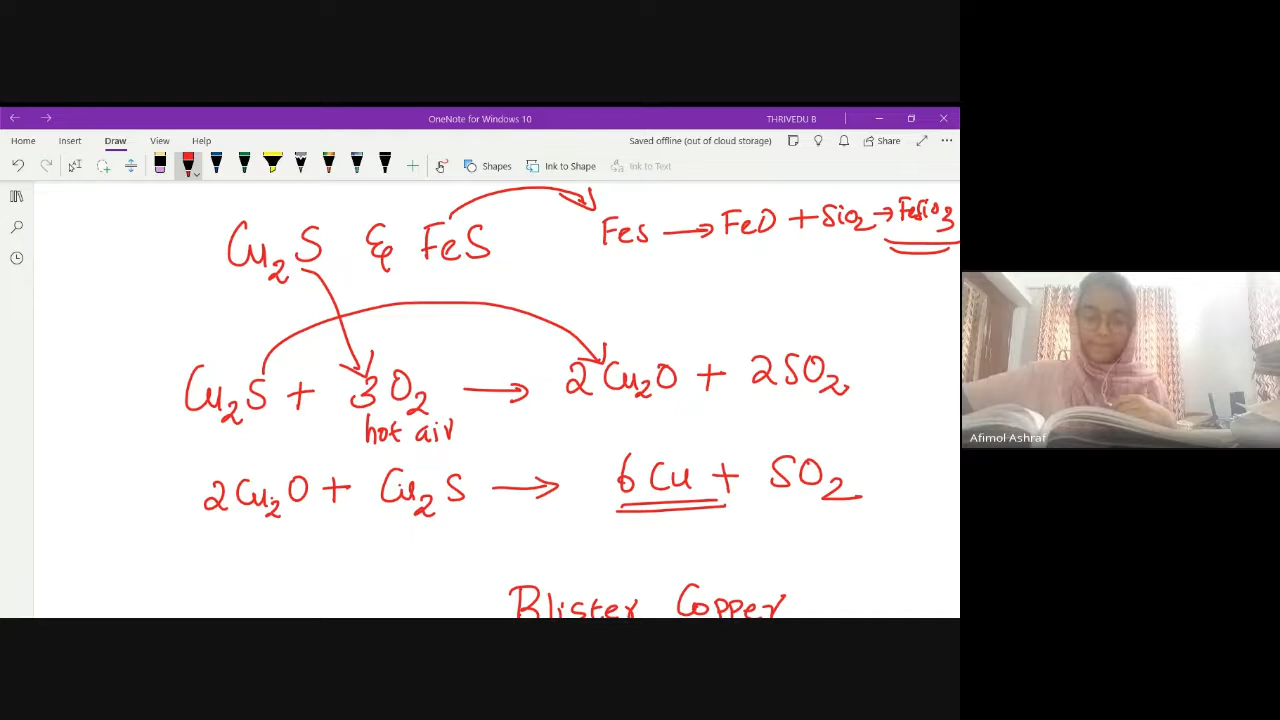 OneNote for Windows 10
THRIVEDU B
Home Insert Draw View Help
Saved offline (out of cloud storage)
Share
Shapes
Ink to Shape
Ink to Text
Cu2S & FeS
FeS → FeO + SiO2 → FeSiO3
Cu2S + 3O2 → 2Cu2O + 2SO2
hot air
2Cu2O + Cu2S → 6Cu + SO2
Blister Copper
Afimol Ashraf